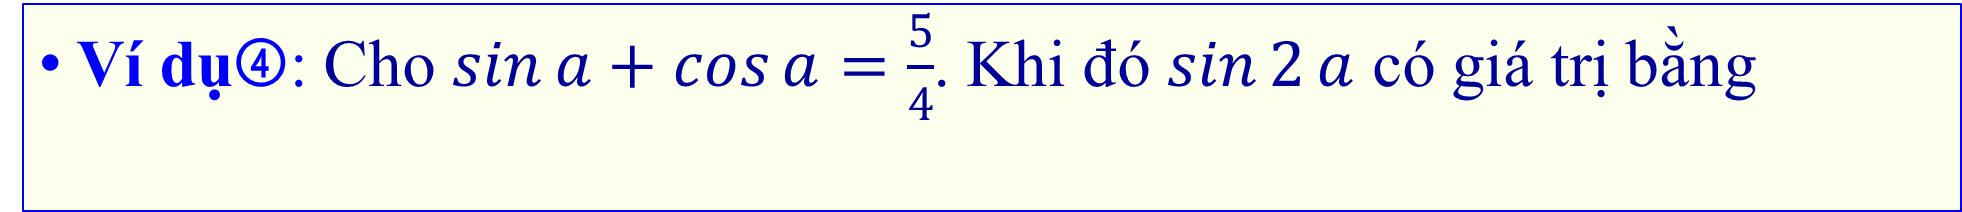 • Ví dụ④: Cho sin a + cos a = 5/4. Khi đó sin 2 a có giá trị bằng